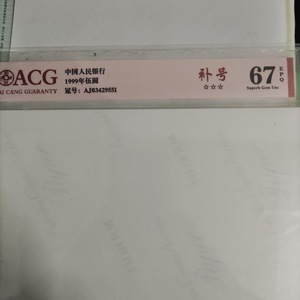 ACG
AI CANG GUARANTY
中国人民银行
1999年伍圆
冠号：AJ03429552
补号
☆☆☆
67 EPQ
Superb Gem Unc